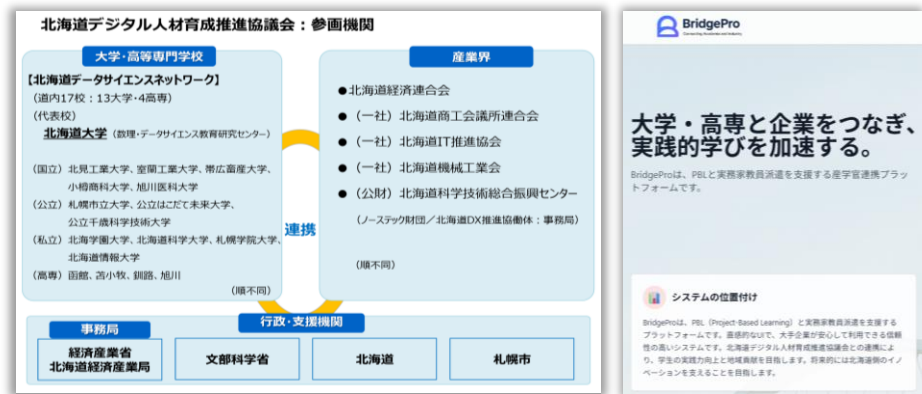 北海道デジタル人材育成推進協議会：参画機関
大学・高等専門学校
【北海道データサイエンスネットワーク】
（道内17校：13大学・4高専）
（代表校）
北海道大学（数理・データサイエンス教育研究センター）
（国立）北見工業大学、室蘭工業大学、帯広畜産大学、
小樽商科大学、旭川医科大学
（公立）札幌市立大学、公立はこだて未来大学、
公立千歳科学技術大学
（私立）北海学園大学、北海道科学大学、札幌学院大学、
北海道情報大学
（高専）函館、苫小牧、釧路、旭川
（順不同）
連携
産業界
●北海道経済連合会
●（一社）北海道商工会議所連合会
●（一社）北海道IT推進協会
●（一社）北海道機械工業会
●（公財）北海道科学技術総合振興センター
（ノーステック財団／北海道DX推進協働体：事務局）
（順不同）
行政・支援機関
事務局
経済産業省
北海道経済産業局
文部科学省
北海道
札幌市
BridgePro
Connecting Academia and Industry
大学・高専と企業をつなぎ、
実践的学びを加速する。
BridgeProは、PBLと実務家教員派遣を支援する産学官連携プラッ
トフォームです。
システムの位置付け
BridgeProは、PBL（Project-Based Learning）と実務家教員派遣を支援する
プラットフォームです。直感的なUIで、大手企業が安心して利用できる信頼
性の高いシステムです。北海道デジタル人材育成推進協議会との連携によ
り、学生の実践力向上と地域貢献を目指します。将来的には北海道側のイノ
ベーションを支えることを目指します。